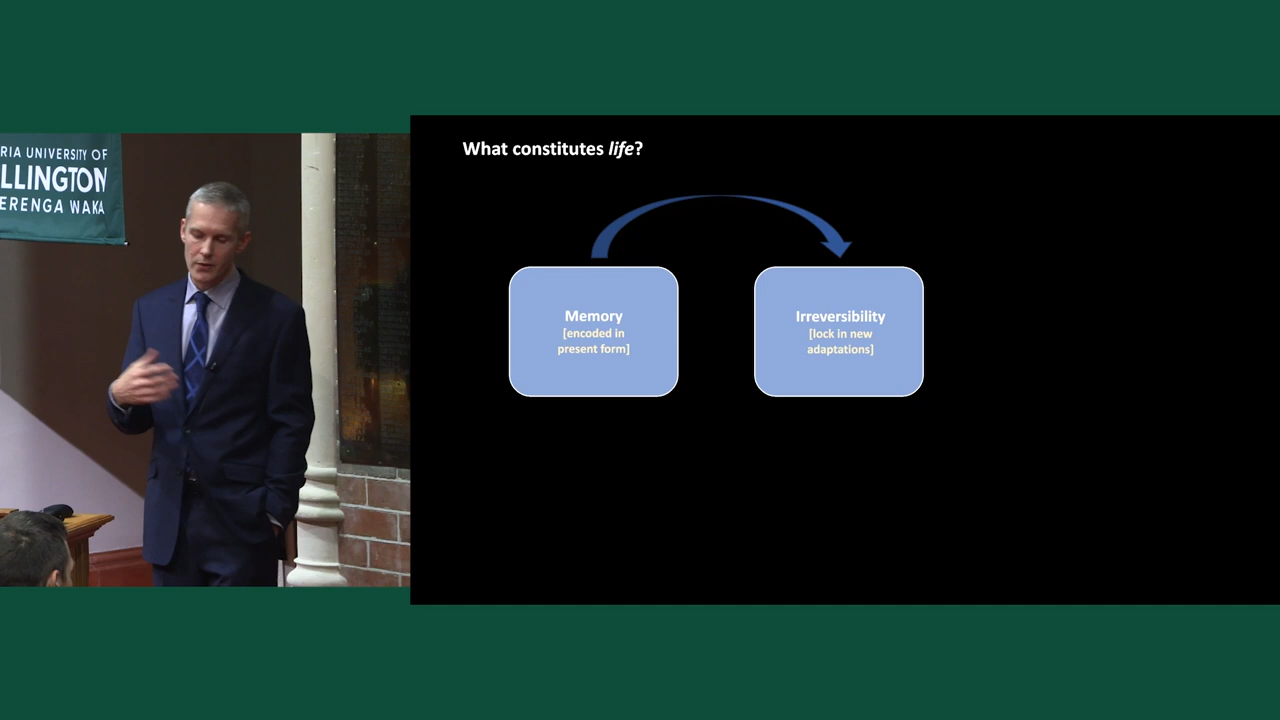 RIA UNIVERSITY OF
LLINGTON
ERENGA WAKA
What constitutes life?
Memory
[encoded in
present form]
Irreversibility
[lock in new
adaptations]